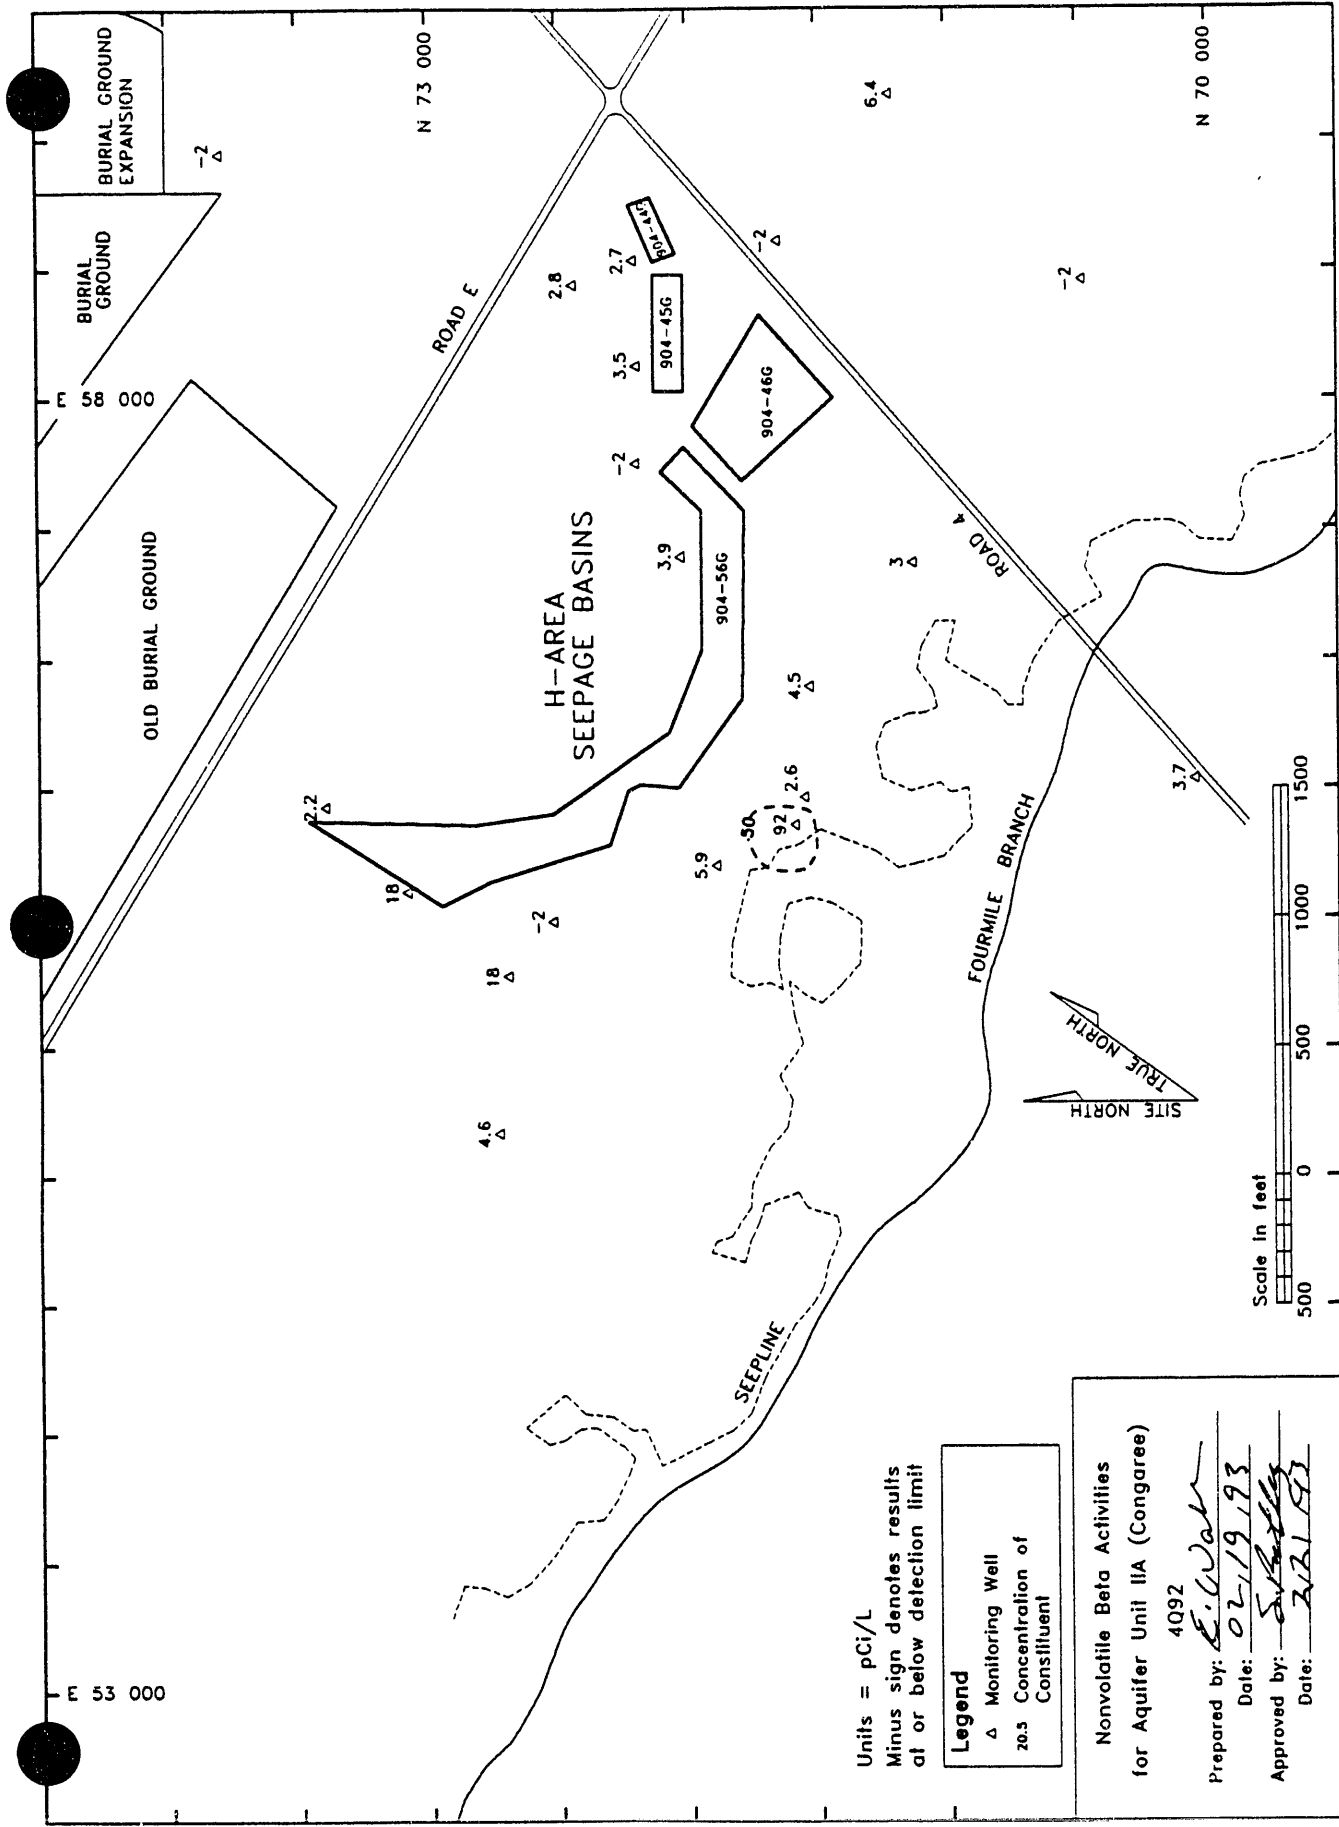 BURIAL GROUND
EXPANSION
BURIAL
GROUND
OLD BURIAL GROUND
E 58 000
E 53 000
N 73 000
N 70 000
ROAD E
ROAD 4
H-AREA
SEEPAGE BASINS
904-44G
904-45G
904-46G
904-56G
-2
6.4
2.7
2.8
-2
-2
3.5
-2
3.9
3
4.5
2.2
2.6
50
92
5.9
18
-2
18
4.6
3.7
FOURMILE BRANCH
SEEPLINE
SITE NORTH
TRUE NORTH
Scale in feet
500 0 500 1000 1500
Units = pCi/L
Minus sign denotes results
at or below detection limit
Legend
△ Monitoring Well
20.5 Concentration of
Constituent
Nonvolatile Beta Activities
for Aquifer Unit IIA (Congaree)
4Q92
Prepared by:
Date: 02/19/93
Approved by:
Date: 2/21/93